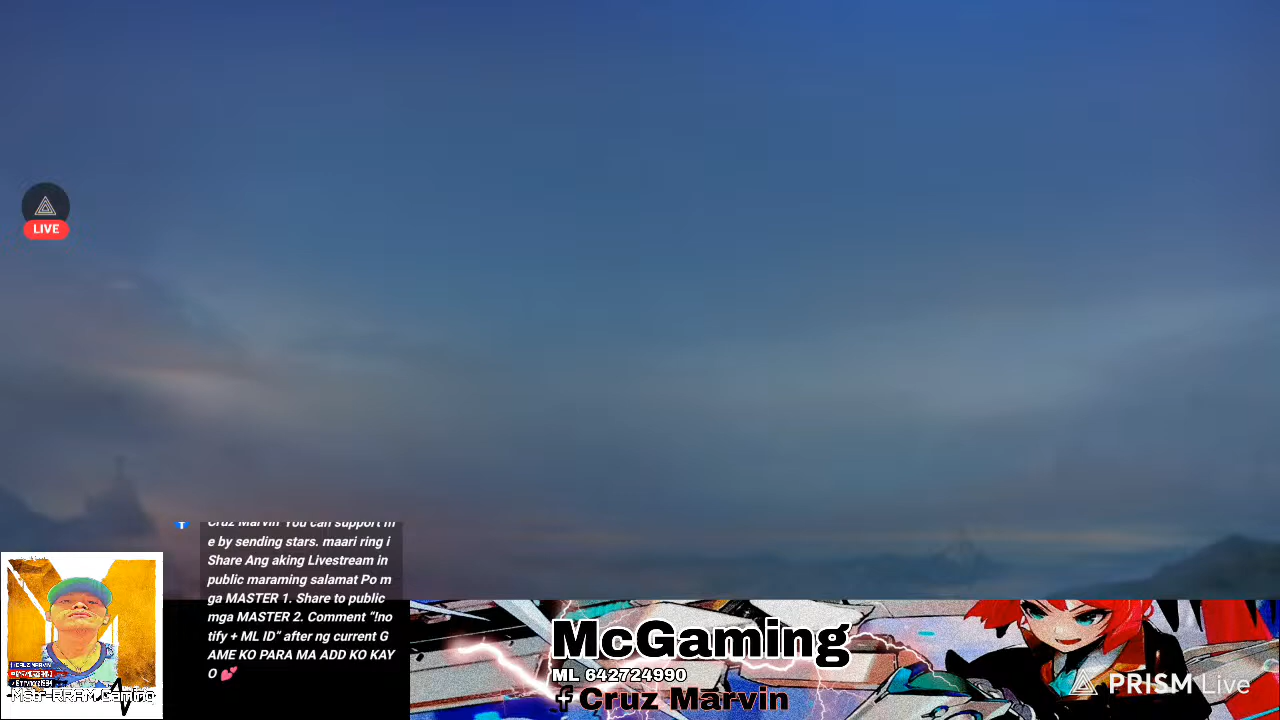 LIVE
Cruz Marvin You can support m
e by sending stars. maari ring i
Share Ang aking Livestream in
public maraming salamat Po m
ga MASTER 1. Share to public
mga MASTER 2. Comment “!no
tify + ML ID” after ng current G
AME KO PARA MA ADD KO KAY
O 💕
McGaming
ML 642724990
f Cruz Marvin
PRISM Live
Gaming